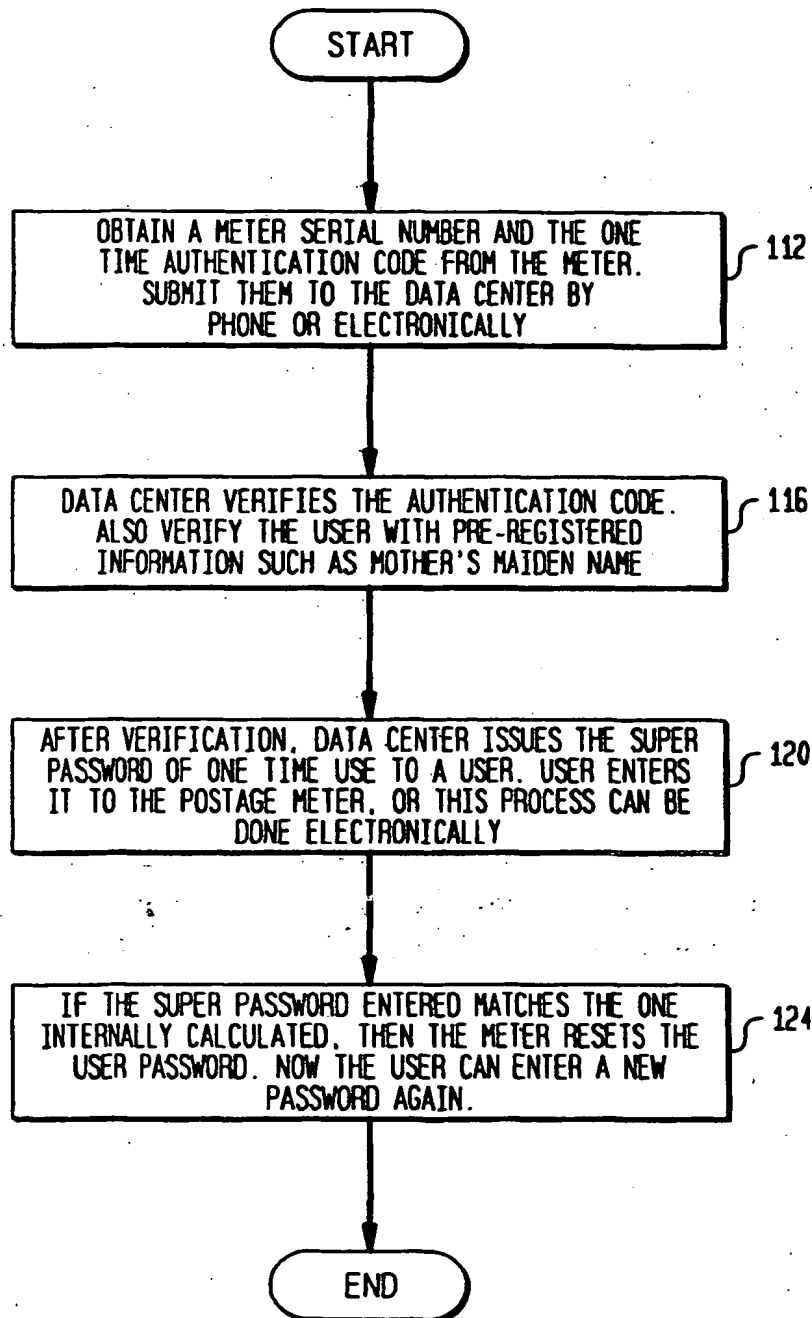 START
OBTAIN A METER SERIAL NUMBER AND THE ONE
TIME AUTHENTICATION CODE FROM THE METER.
SUBMIT THEM TO THE DATA CENTER BY
PHONE OR ELECTRONICALLY
112
DATA CENTER VERIFIES THE AUTHENTICATION CODE.
ALSO VERIFY THE USER WITH PRE-REGISTERED
INFORMATION SUCH AS MOTHER'S MAIDEN NAME
116
AFTER VERIFICATION, DATA CENTER ISSUES THE SUPER
PASSWORD OF ONE TIME USE TO A USER. USER ENTERS
IT TO THE POSTAGE METER, OR THIS PROCESS CAN BE
DONE ELECTRONICALLY
120
IF THE SUPER PASSWORD ENTERED MATCHES THE ONE
INTERNALLY CALCULATED, THEN THE METER RESETS THE
USER PASSWORD. NOW THE USER CAN ENTER A NEW
PASSWORD AGAIN.
124
END